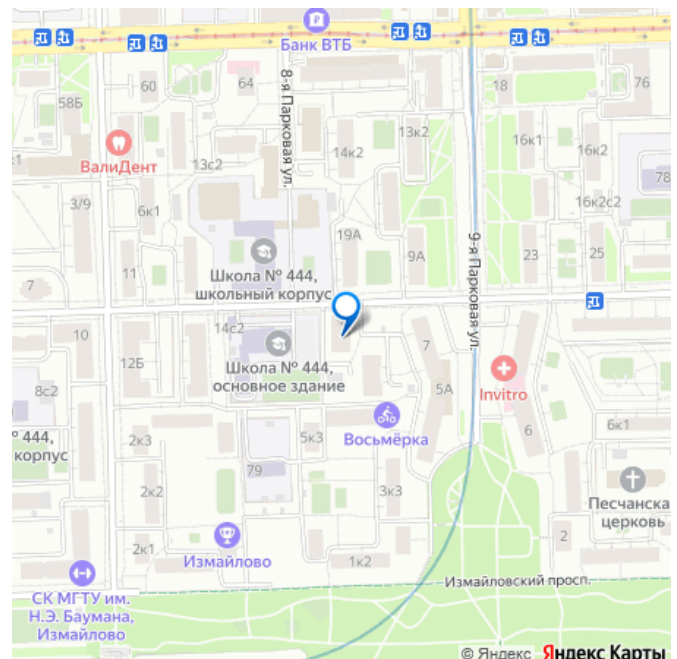 Банк ВТБ
58Б
60
64
8-я Парковая ул.
18
76
ВалиДент
13с2
14к2
13к2
16к1
16к2
78
к1
3/9
6к1
16к2с2
19А
9А
9-я Парковая ул.
23
25
7
11
Школа № 444,
школьный корпус
10
12Б
14с2
Школа № 444,
основное здание
7
5А
Invitro
8с2
° 444,
корпус
2к3
5к3
Восьмёрка
6
6к1
79
2к2
3к3
Песчанска
церковь
2к1
Измайлово
1к2
2
СК МГТУ им.
Н.Э. Баумана,
Измайлово
Измайловский просп.
© Яндекс Яндекс Карты